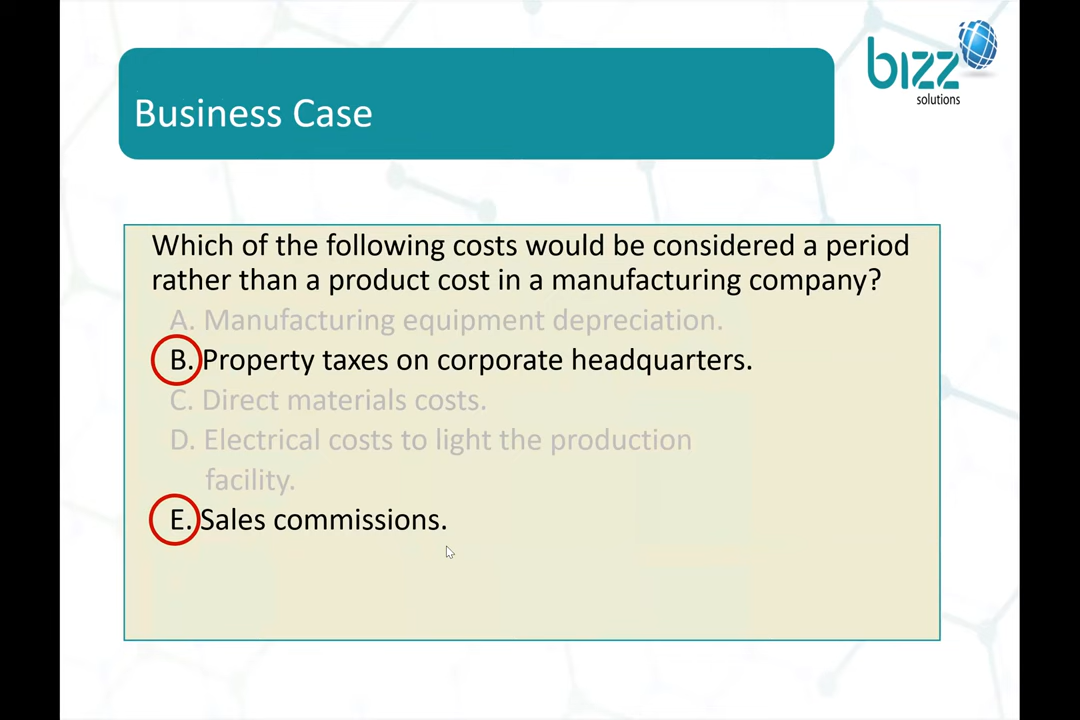 bizz
solutions
Business Case
Which of the following costs would be considered a period
rather than a product cost in a manufacturing company?
A. Manufacturing equipment depreciation.
B. Property taxes on corporate headquarters.
C. Direct materials costs.
D. Electrical costs to light the production
facility.
E. Sales commissions.